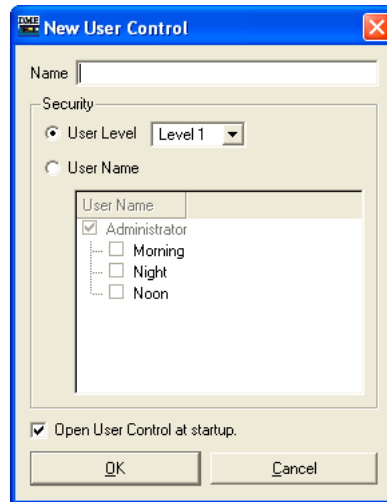 DME New User Control
Name
Security
User Level Level 1
User Name
User Name
Administrator
Morning
Night
Noon
Open User Control at startup.
OK Cancel